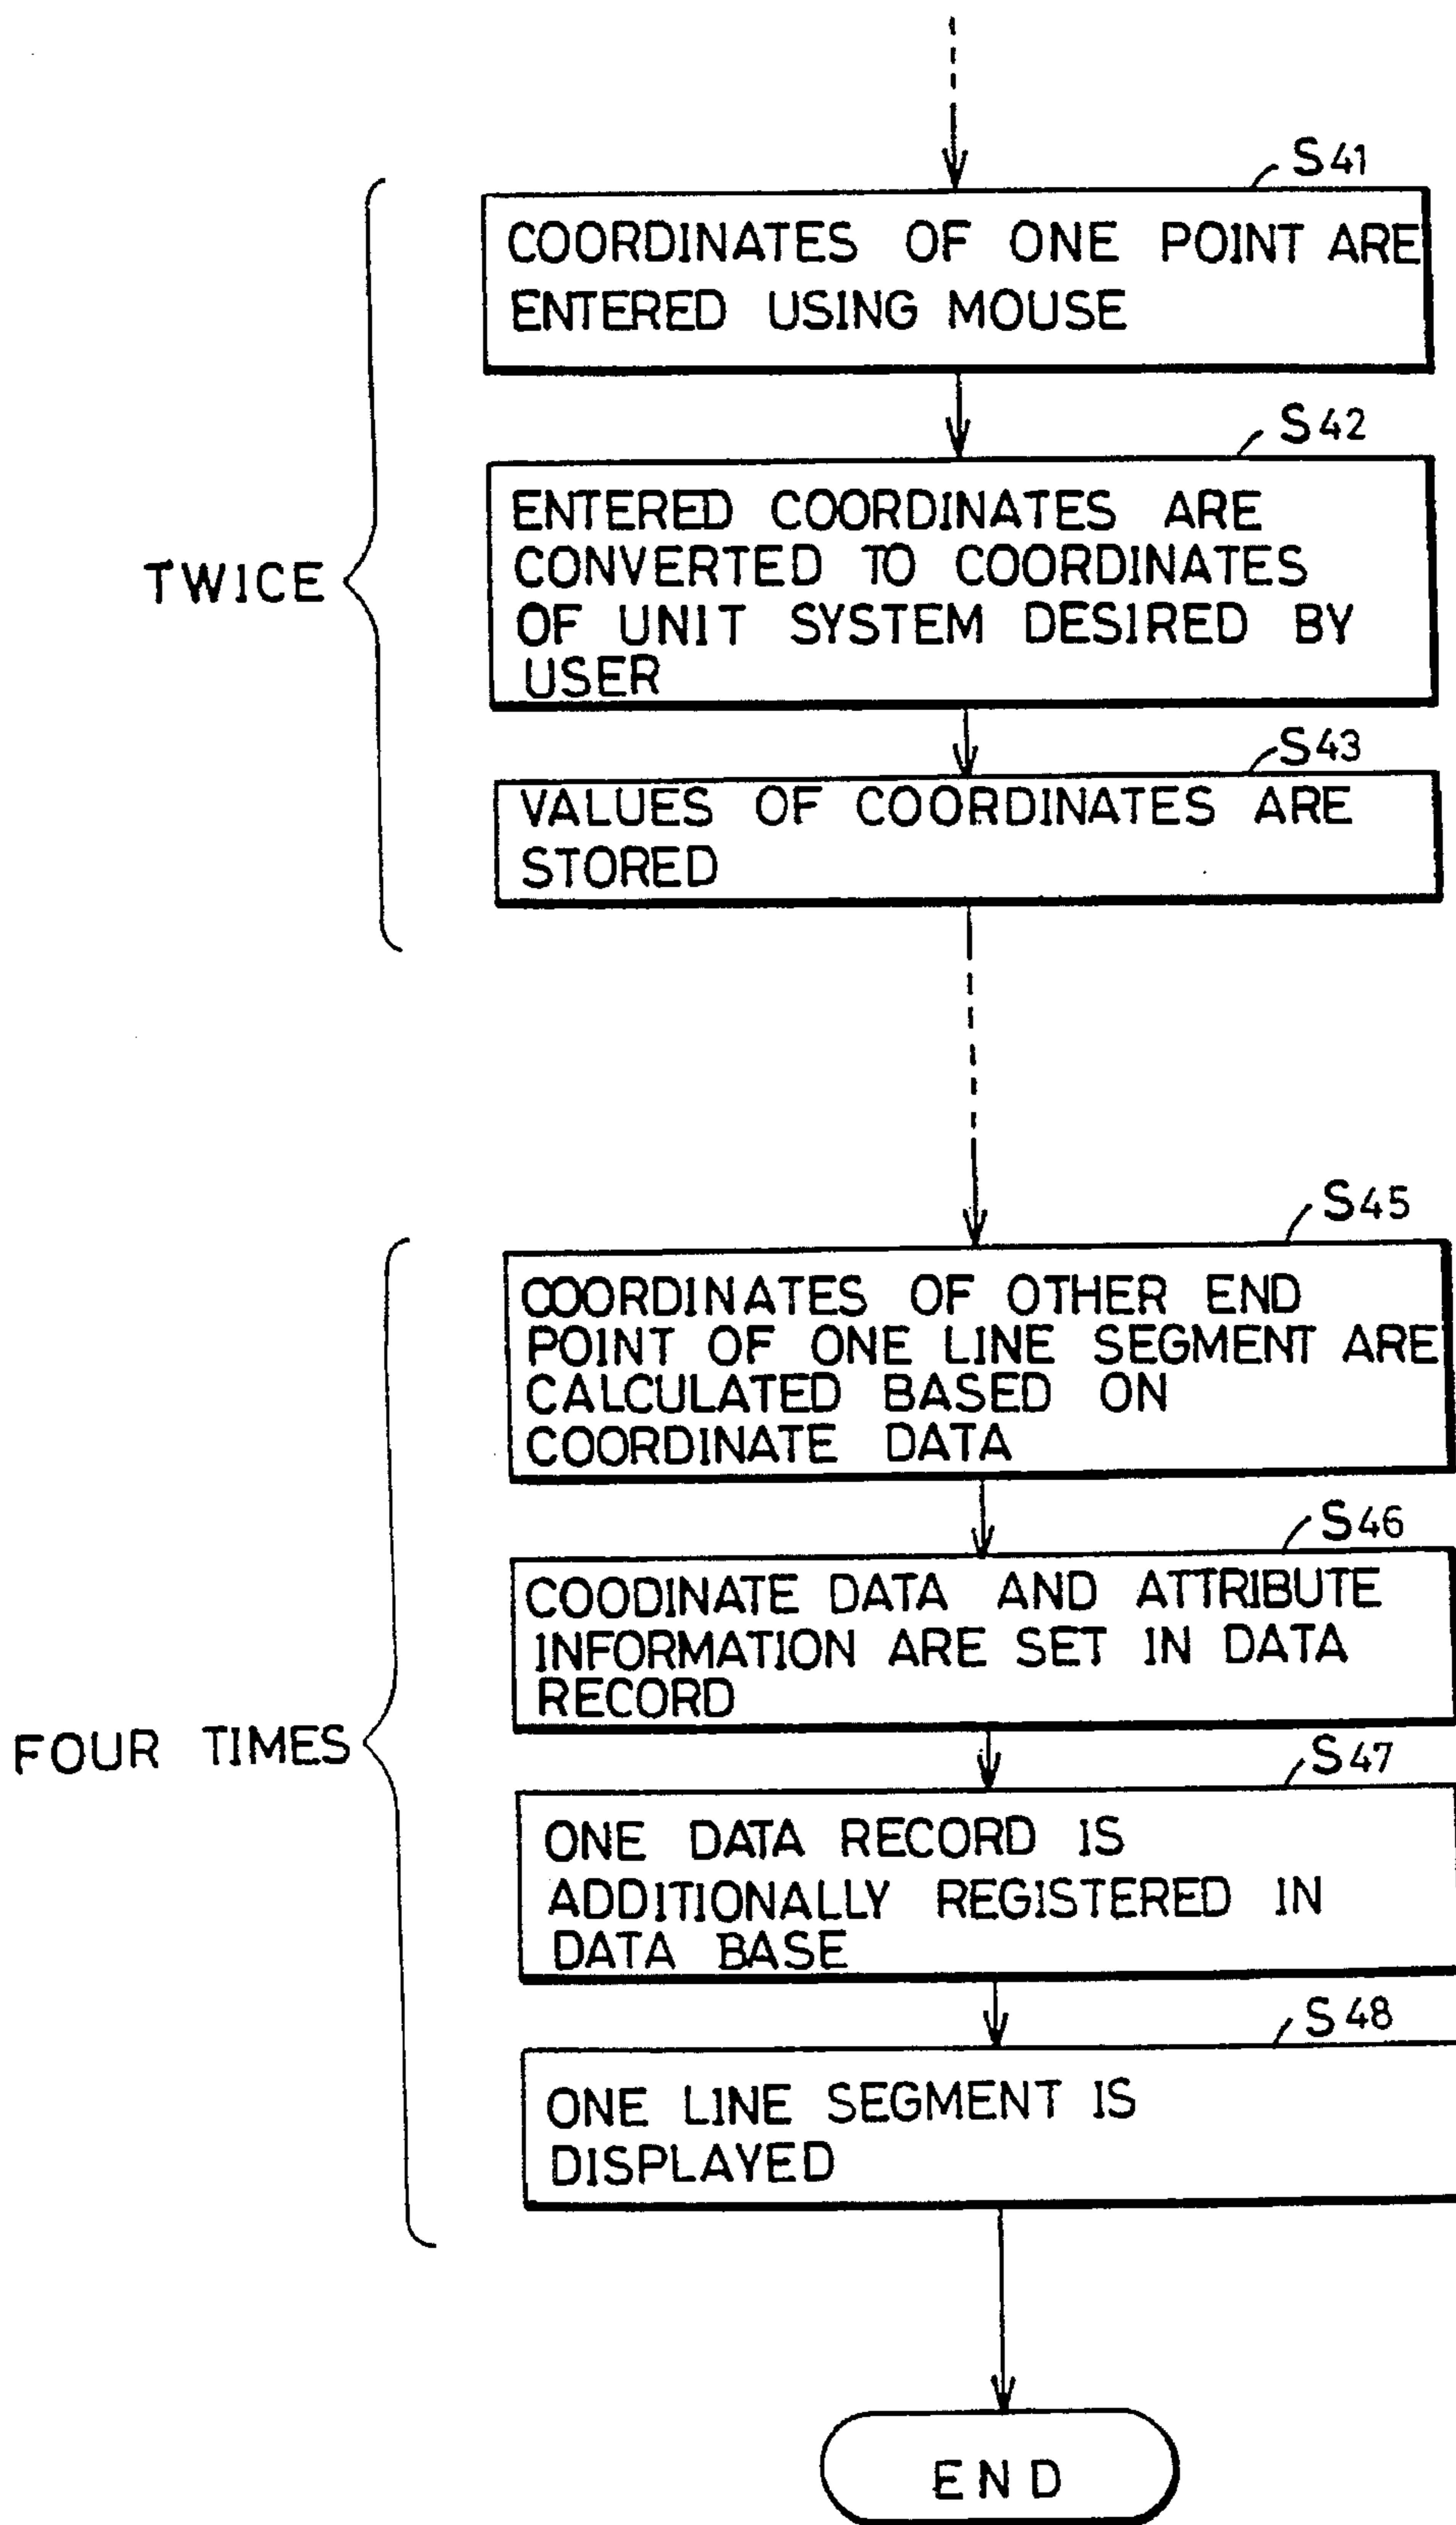 S41
COORDINATES OF ONE POINT ARE
ENTERED USING MOUSE
S42
ENTERED COORDINATES ARE
CONVERTED TO COORDINATES
OF UNIT SYSTEM DESIRED BY
USER
TWICE
S43
VALUES OF COORDINATES ARE
STORED
S45
COORDINATES OF OTHER END
POINT OF ONE LINE SEGMENT ARE
CALCULATED BASED ON
COORDINATE DATA
S46
COODINATE DATA AND ATTRIBUTE
INFORMATION ARE SET IN DATA
RECORD
FOUR TIMES
S47
ONE DATA RECORD IS
ADDITIONALLY REGISTERED IN
DATA BASE
S48
ONE LINE SEGMENT IS
DISPLAYED
END